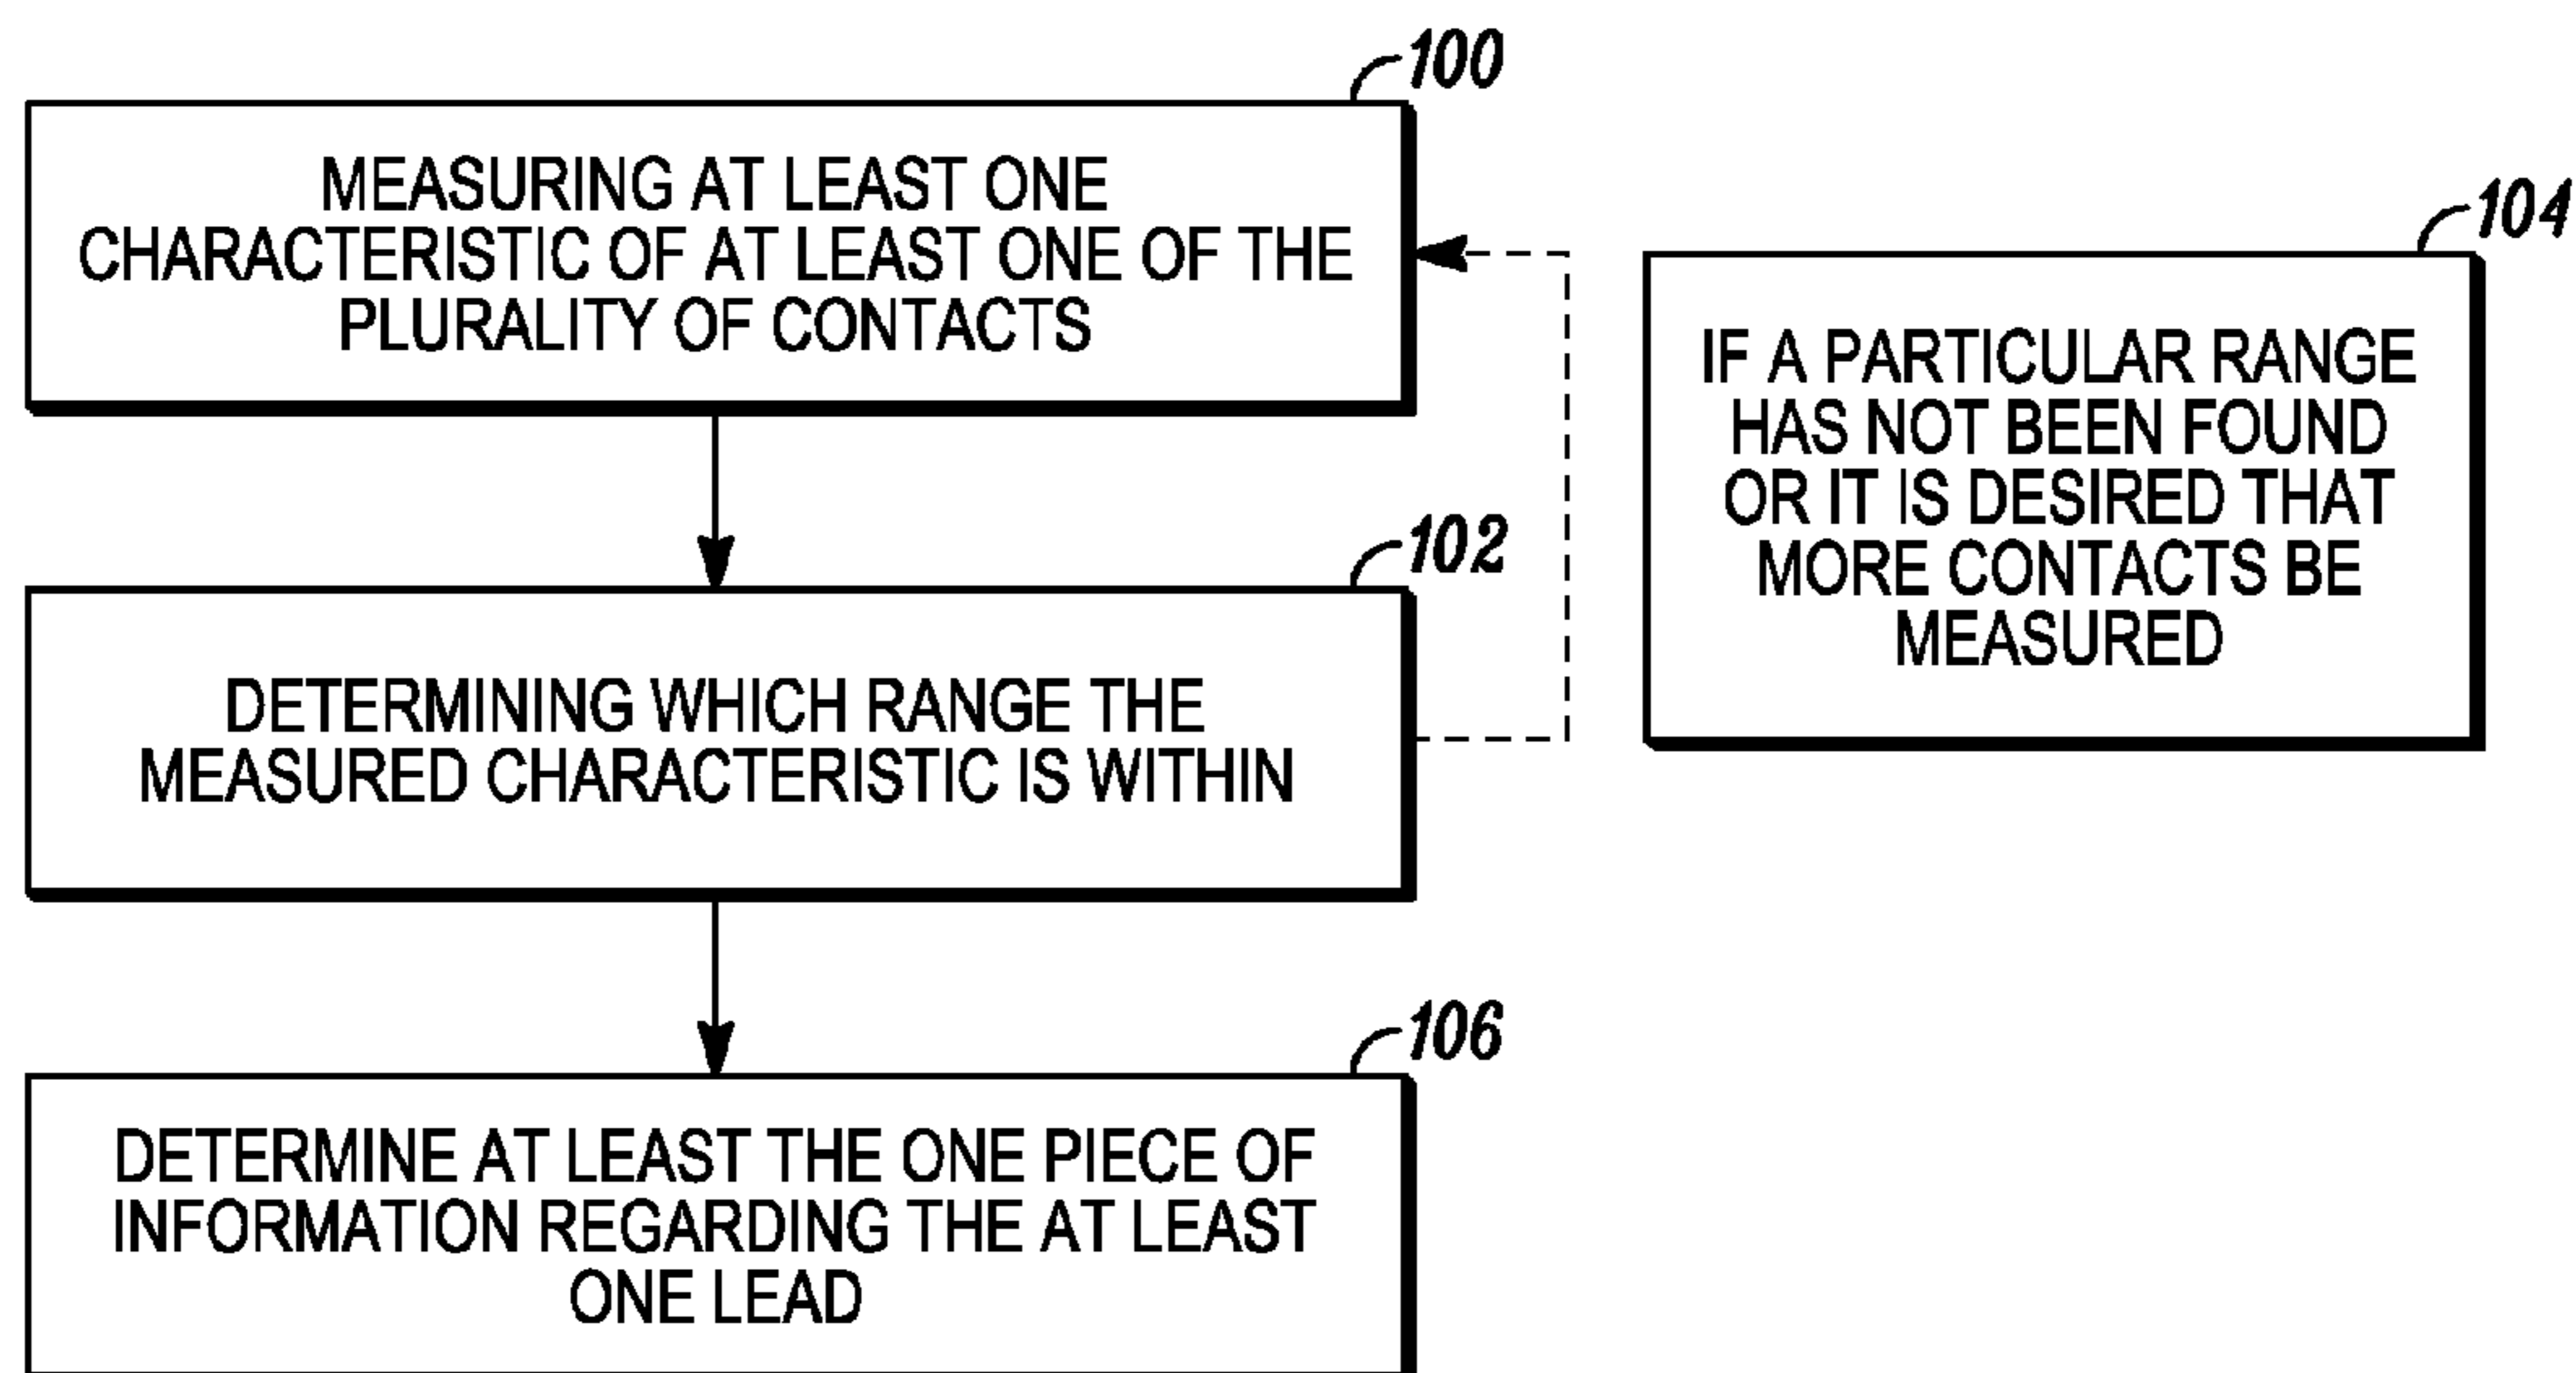 100
MEASURING AT LEAST ONE
CHARACTERISTIC OF AT LEAST ONE OF THE
PLURALITY OF CONTACTS
104
IF A PARTICULAR RANGE
HAS NOT BEEN FOUND
OR IT IS DESIRED THAT
MORE CONTACTS BE
MEASURED
102
DETERMINING WHICH RANGE THE
MEASURED CHARACTERISTIC IS WITHIN
106
DETERMINE AT LEAST THE ONE PIECE OF
INFORMATION REGARDING THE AT LEAST
ONE LEAD